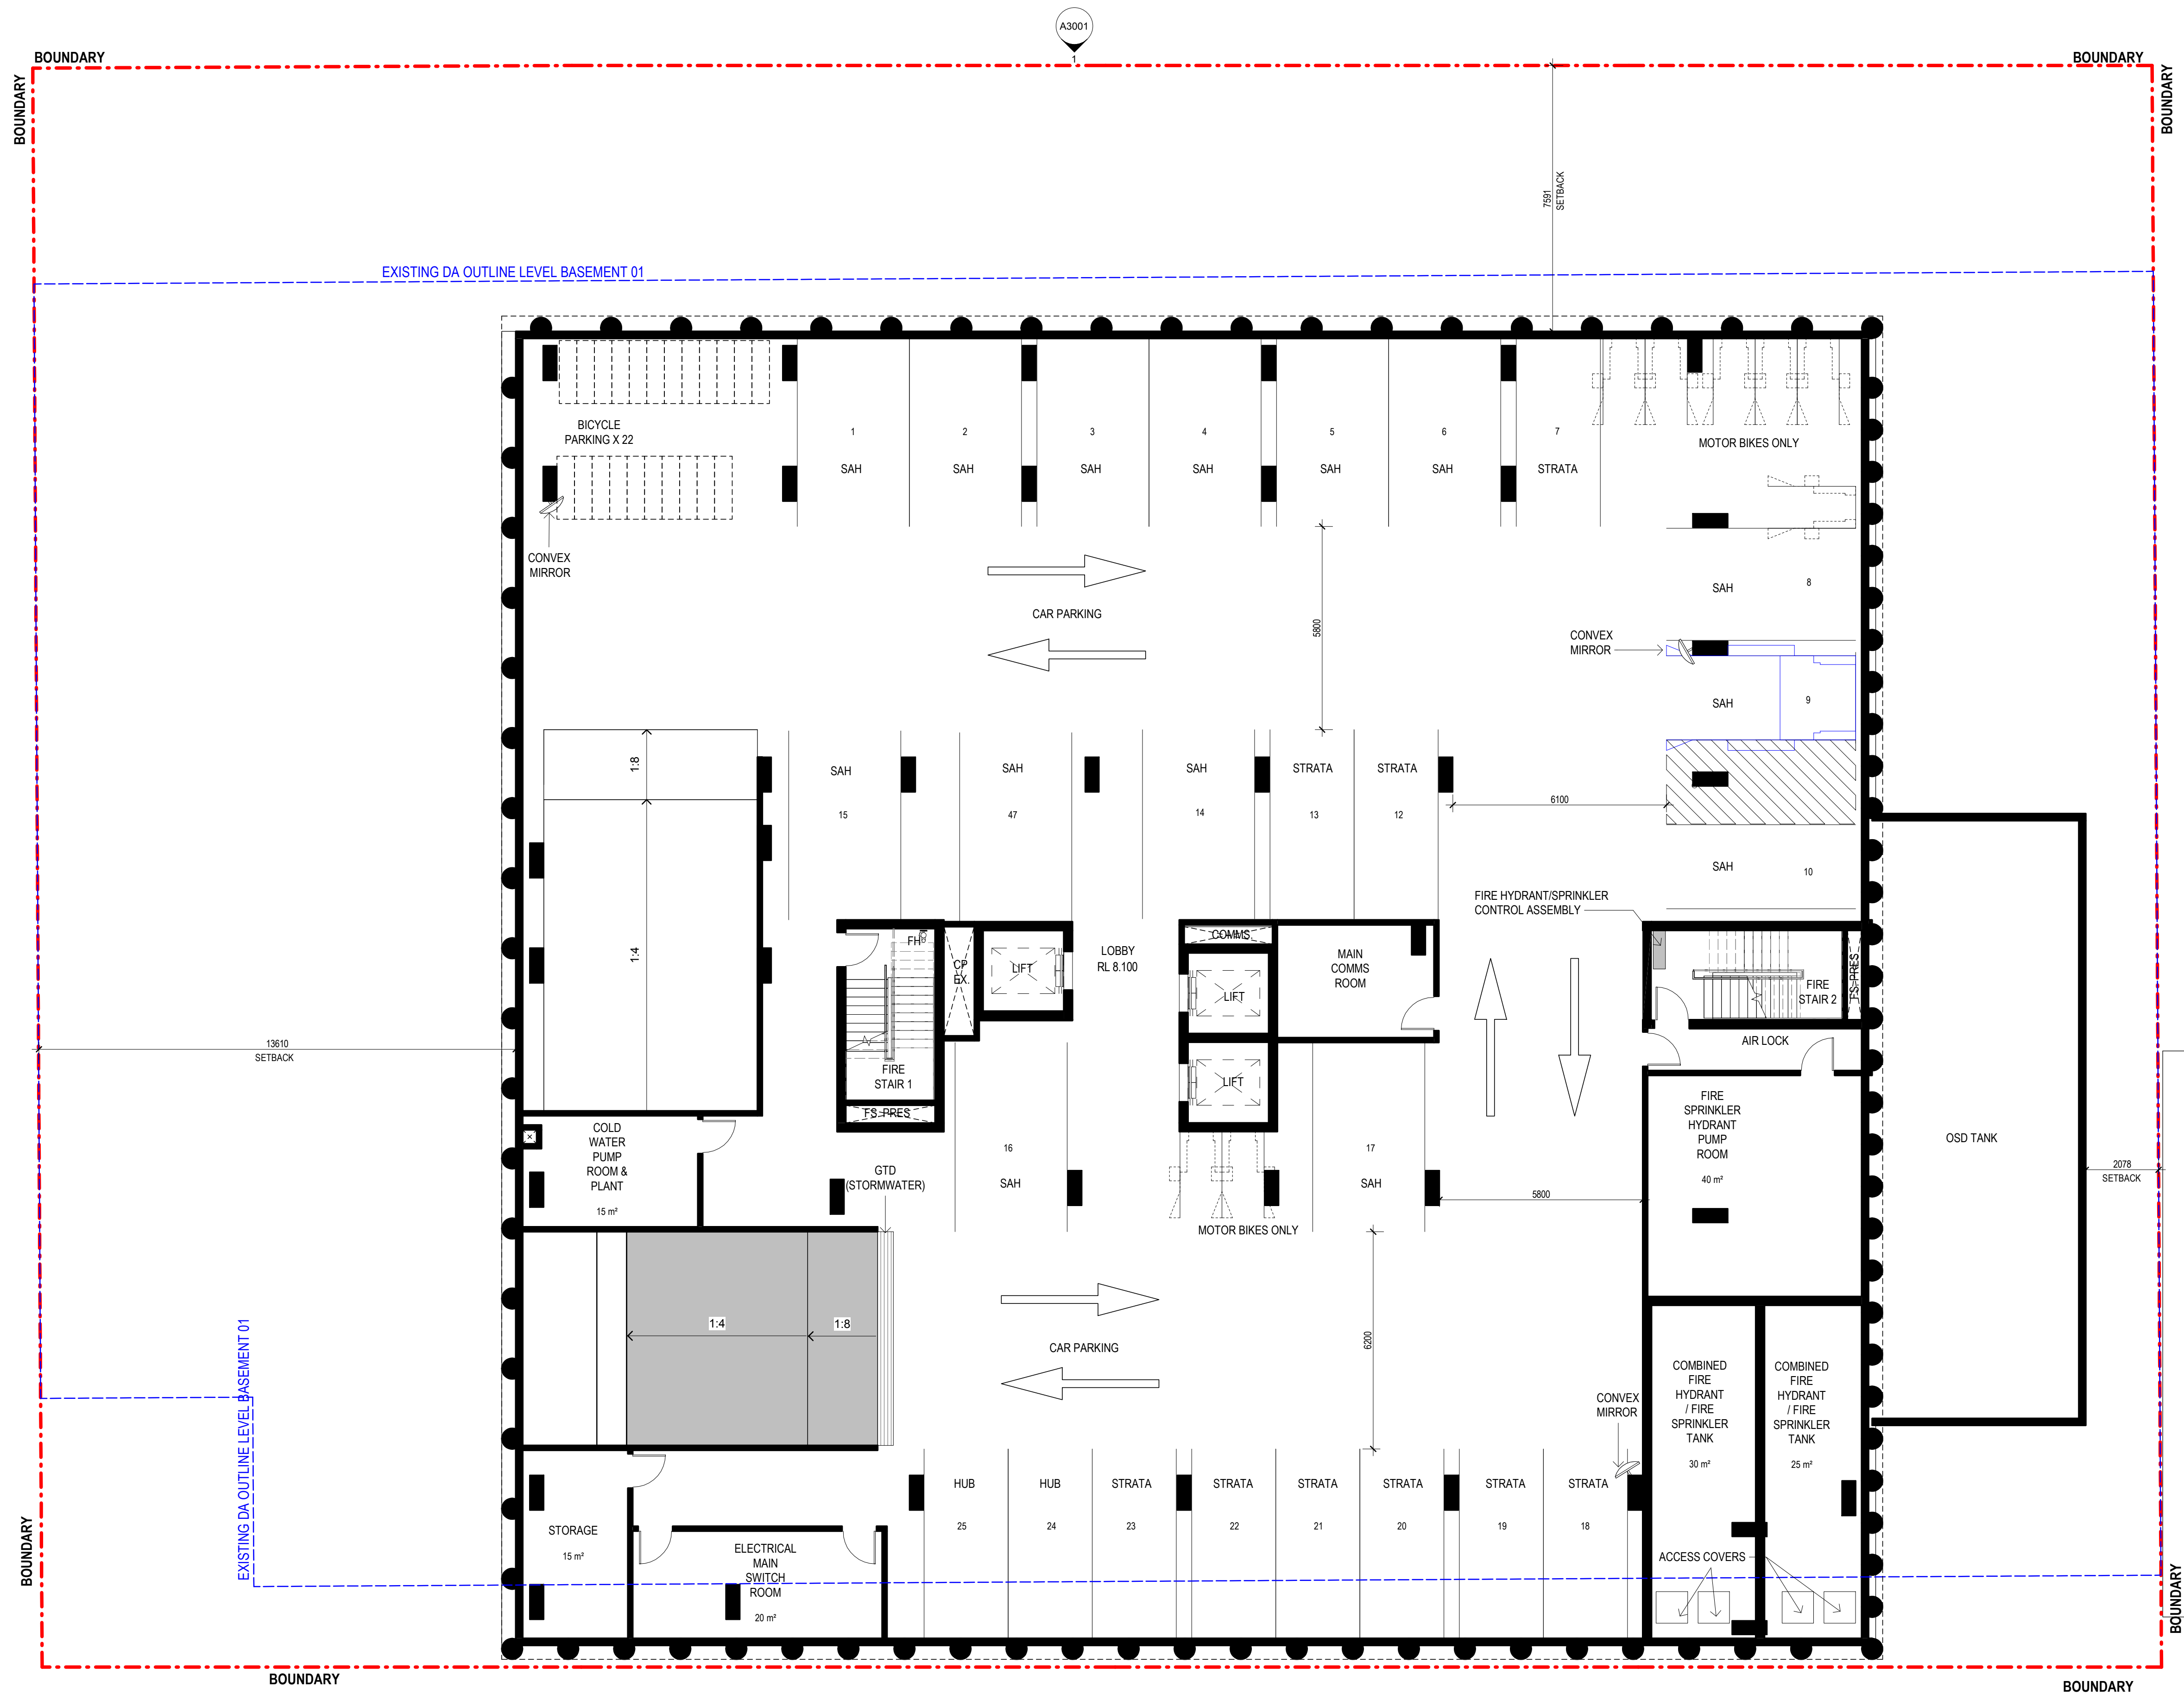 A3001
1
BOUNDARY
BOUNDARY
BOUNDARY
BOUNDARY
7591
SETBACK
EXISTING DA OUTLINE LEVEL BASEMENT 01
BICYCLE
PARKING X 22
1
SAH
2
SAH
3
SAH
4
SAH
5
SAH
6
SAH
7
STRATA
MOTOR BIKES ONLY
CONVEX
MIRROR
CAR PARKING
5800
SAH
8
CONVEX
MIRROR
SAH
9
1:8
SAH
15
SAH
47
SAH
14
STRATA
13
STRATA
12
6100
SAH
10
FIRE HYDRANT/SPRINKLER
CONTROL ASSEMBLY
1:4
FH
CP
EX.
LIFT
LOBBY
RL 8.100
COMMS.
LIFT
MAIN
COMMS
ROOM
FIRE
STAIR 2
FS. PRES
13610
SETBACK
FIRE
STAIR 1
FS. PRES
LIFT
AIR LOCK
COLD
WATER
PUMP
ROOM &
PLANT
15 m²
GTD
(STORMWATER)
16
SAH
17
SAH
MOTOR BIKES ONLY
5800
FIRE
SPRINKLER
HYDRANT
PUMP
ROOM
40 m²
OSD TANK
2078
SETBACK
1:4
1:8
CAR PARKING
6200
EXISTING DA OUTLINE LEVEL BASEMENT 01
CONVEX
MIRROR
COMBINED
FIRE
HYDRANT
/ FIRE
SPRINKLER
TANK
30 m²
COMBINED
FIRE
HYDRANT
/ FIRE
SPRINKLER
TANK
25 m²
STORAGE
15 m²
ELECTRICAL
MAIN
SWITCH
ROOM
20 m²
HUB
25
HUB
24
STRATA
23
STRATA
22
STRATA
21
STRATA
20
STRATA
19
STRATA
18
ACCESS COVERS
BOUNDARY
BOUNDARY
BOUNDARY
BOUNDARY